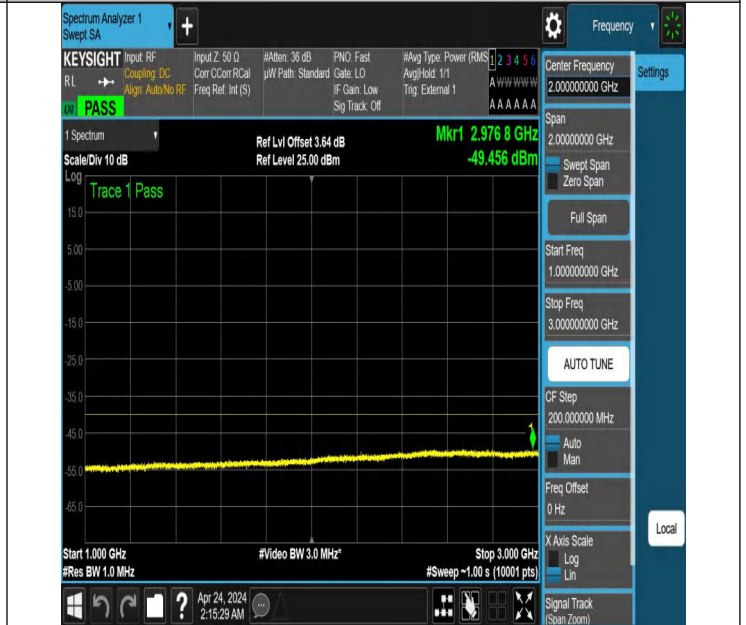 Spectrum Analyzer 1
Swept SA
+
Frequency
KEYSIGHT
RL
PASS
Input: RF
Coupling: DC
Align: Auto/No RF
Input Z: 50 Ω
Corr CCorr RCal
Freq Ref: Int (S)
#Atten: 36 dB
µW Path: Standard
PNO: Fast
Gate: LO
IF Gain: Low
Sig Track: Off
#Avg Type: Power (RMS
Avg|Hold: 1/1
Trig: External 1
1 2 3 4 5 6
A W W W W W
A A A A A A
Center Frequency
2.000000000 GHz
Settings
1 Spectrum
Scale/Div 10 dB
Ref Lvl Offset 3.64 dB
Ref Level 25.00 dBm
Mkr1 2.976 8 GHz
-49.456 dBm
Span
2.00000000 GHz
Swept Span
Zero Span
Full Span
Start Freq
1.000000000 GHz
Stop Freq
3.000000000 GHz
AUTO TUNE
CF Step
200.000000 MHz
Auto
Man
Freq Offset
0 Hz
X Axis Scale
Log
Lin
Signal Track
(Span Zoom)
Local
Log
Trace 1 Pass
15.0
5.00
-5.00
-15.0
-25.0
-35.0
-45.0
-55.0
-65.0
1
Start 1.000 GHz
#Res BW 1.0 MHz
#Video BW 3.0 MHz*
Stop 3.000 GHz
#Sweep ~1.00 s (10001 pts)
?
Apr 24, 2024
2:15:29 AM